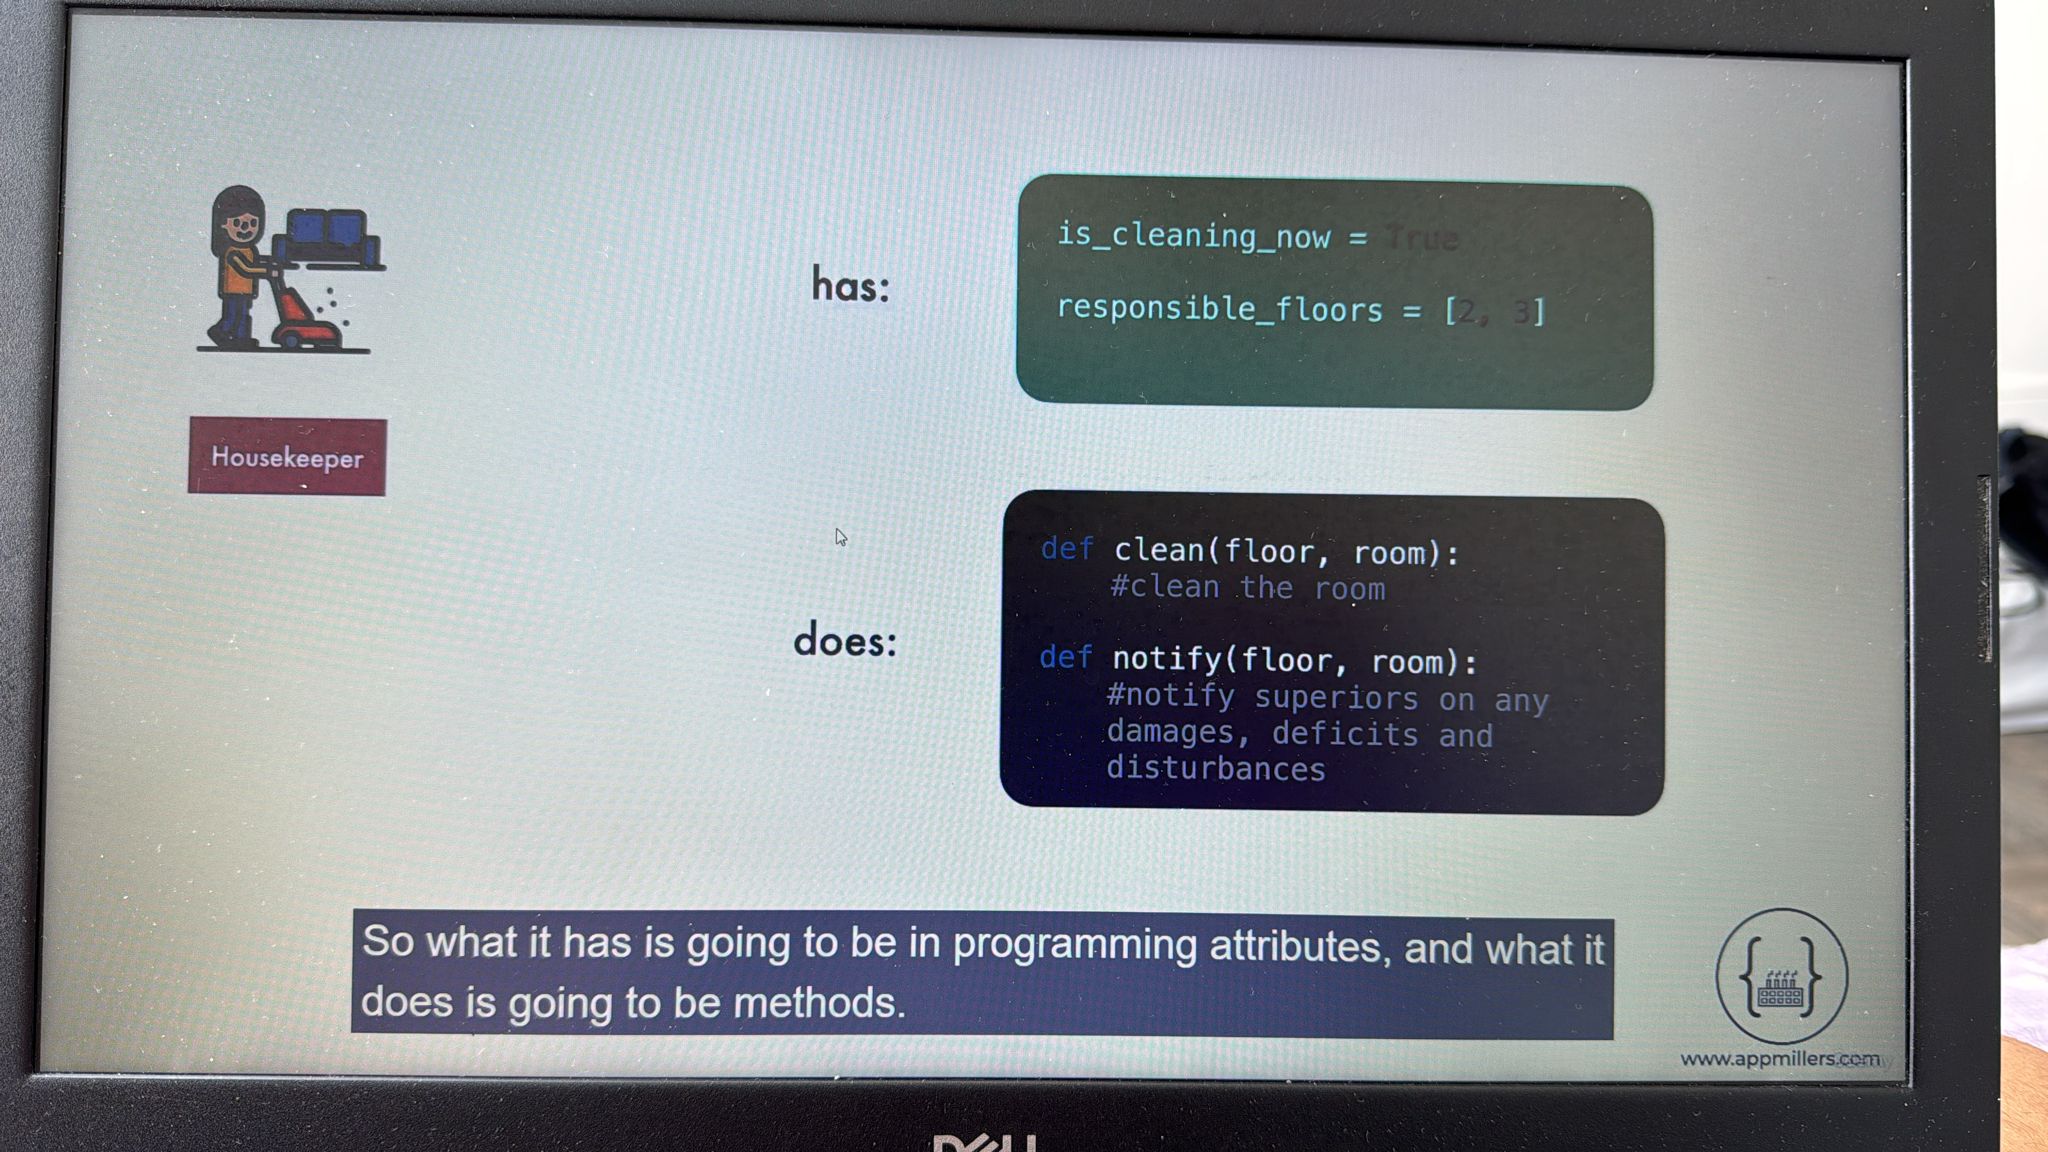 has:
is_cleaning_now = True
responsible_floors = [2, 3]
Housekeeper
does:
def clean(floor, room):
#clean the room
def notify(floor, room):
#notify superiors on any
damages, deficits and
disturbances
So what it has is going to be in programming attributes, and what it
does is going to be methods.
www.appmillers.com
DELL